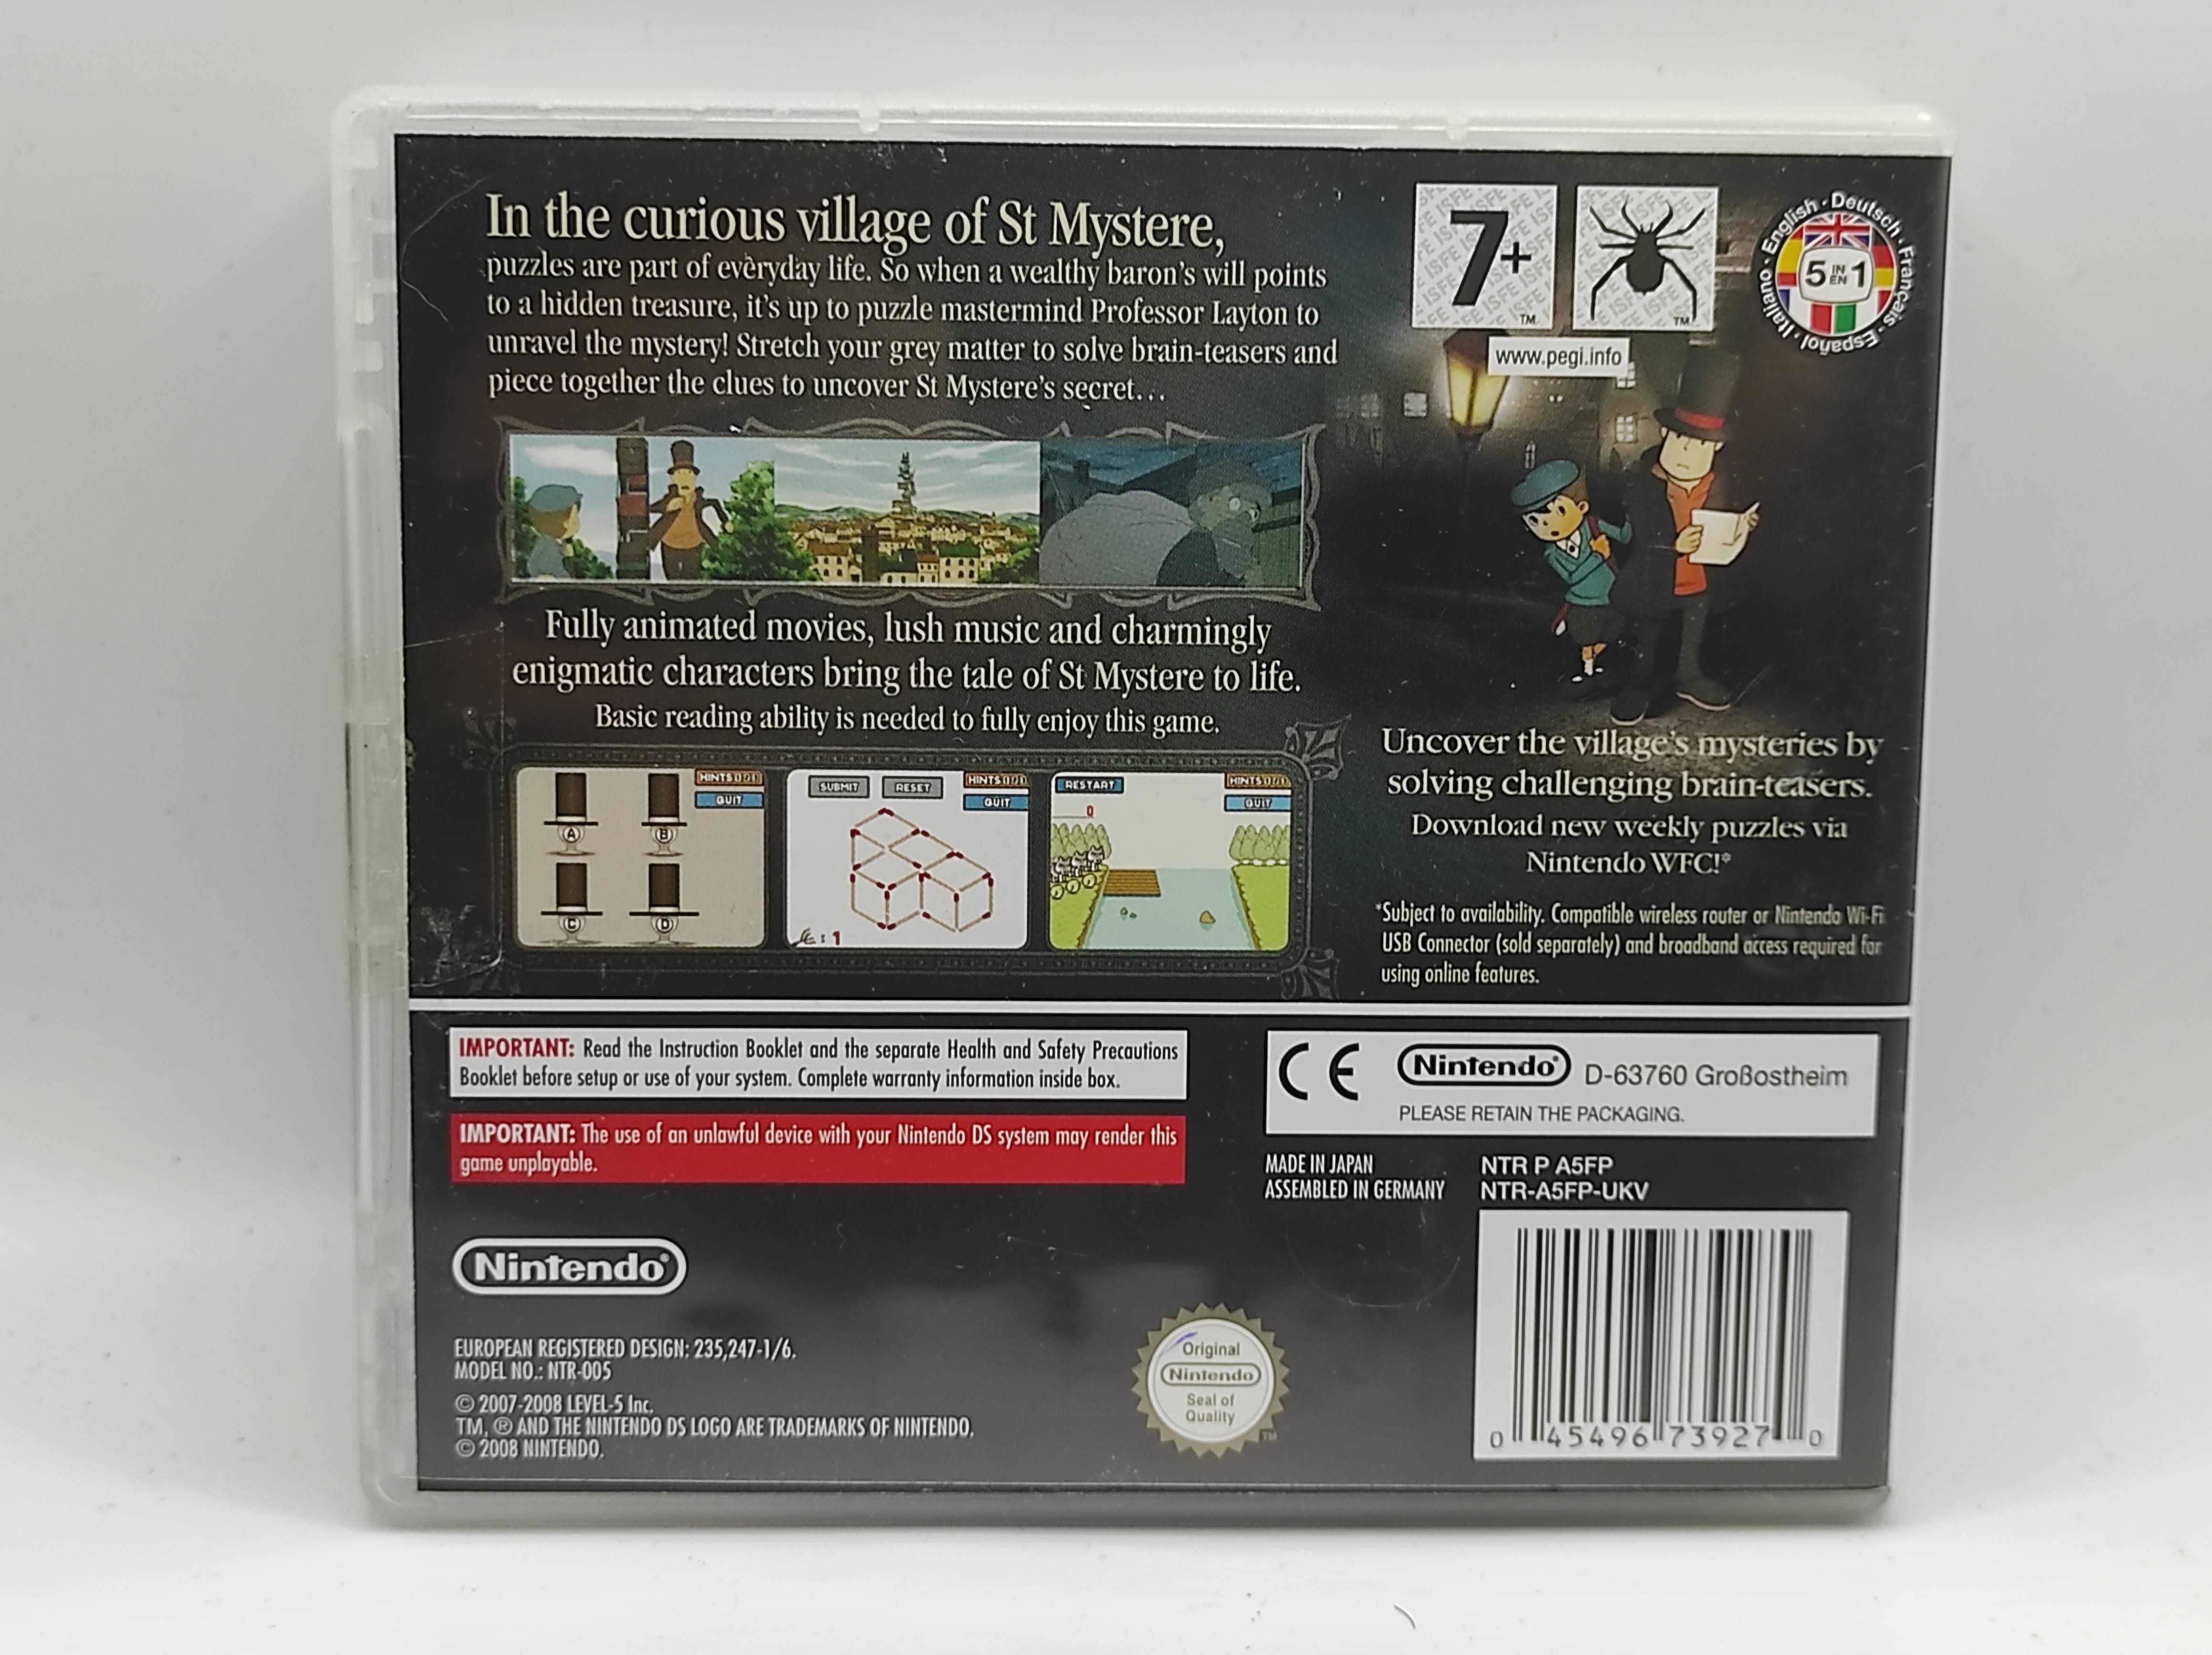 In the curious village of St Mystere,
puzzles are part of everyday life. So when a wealthy baron's will points
to a hidden treasure, it's up to puzzle mastermind Professor Layton to
unravel the mystery! Stretch your grey matter to solve brain-teasers and
piece together the clues to uncover St Mystere's secret...
7+
TM
TM
www.pegi.info
English · Deutsch · Français · Español · Italiano ·
5 IN EN 1
Fully animated movies, lush music and charmingly
enigmatic characters bring the tale of St Mystere to life.
Basic reading ability is needed to fully enjoy this game.
HINTS
QUIT
A
B
C
D
SUBMIT
RESET
HINTS
QUIT
: 1
RESTART
HINTS
QUIT
0
Uncover the village's mysteries by
solving challenging brain-teasers.
Download new weekly puzzles via
Nintendo WFC!*
*Subject to availability. Compatible wireless router or Nintendo Wi-Fi
USB Connector (sold separately) and broadband access required for
using online features.
IMPORTANT: Read the Instruction Booklet and the separate Health and Safety Precautions
Booklet before setup or use of your system. Complete warranty information inside box.
IMPORTANT: The use of an unlawful device with your Nintendo DS system may render this
game unplayable.
CE Nintendo® D-63760 Großostheim
PLEASE RETAIN THE PACKAGING.
MADE IN JAPAN
ASSEMBLED IN GERMANY
NTR P A5FP
NTR-A5FP-UKV
Nintendo®
EUROPEAN REGISTERED DESIGN: 235,247-1/6.
MODEL NO.: NTR-005
© 2007-2008 LEVEL-5 Inc.
TM, ® AND THE NINTENDO DS LOGO ARE TRADEMARKS OF NINTENDO.
© 2008 NINTENDO.
Original
Nintendo
Seal of
Quality
TM
0 45496 73927 0